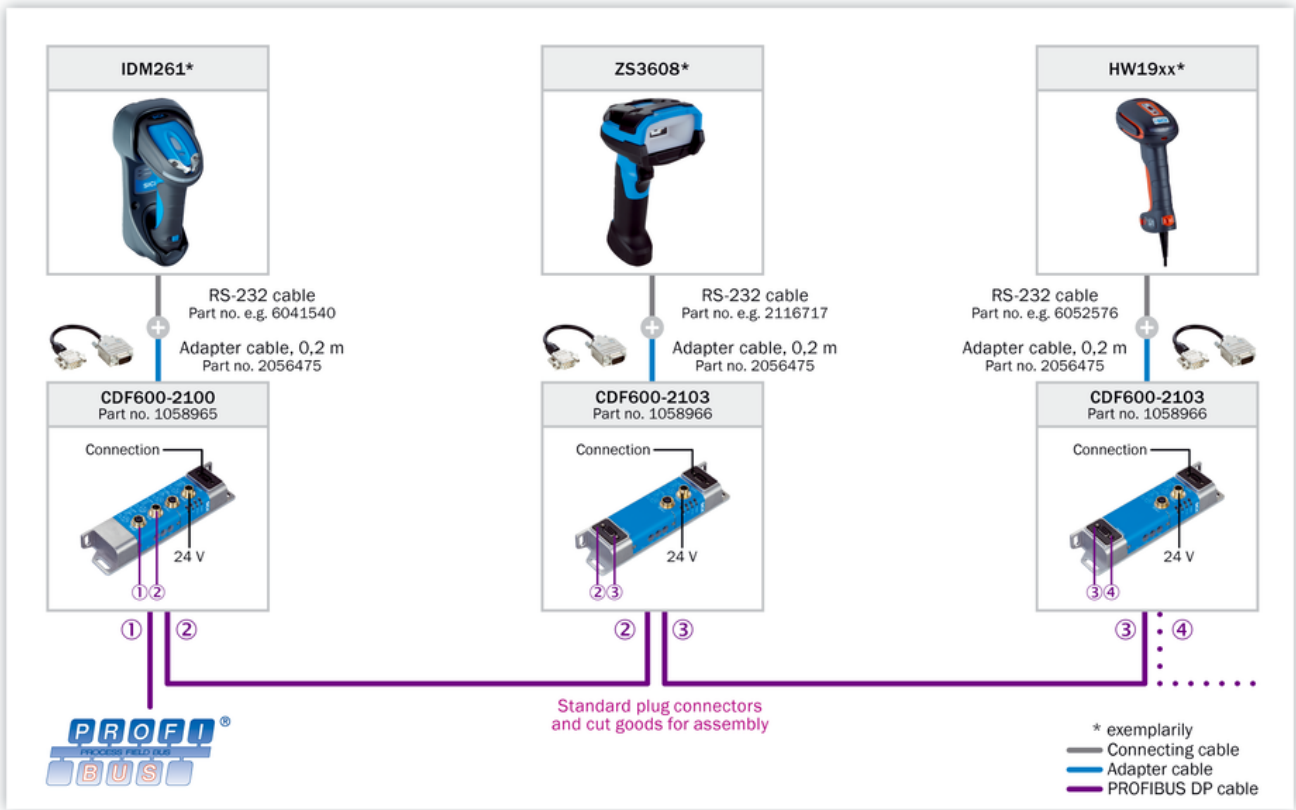 IDM261*
ZS3608*
HW19xx*
RS-232 cable
Part no. e.g. 6041540
Adapter cable, 0,2 m
Part no. 2056475
RS-232 cable
Part no. e.g. 2116717
Adapter cable, 0,2 m
Part no. 2056475
RS-232 cable
Part no. e.g. 6052576
Adapter cable, 0,2 m
Part no. 2056475
CDF600-2100
Part no. 1058965
Connection
24 V
①②
CDF600-2103
Part no. 1058966
Connection
24 V
②③
CDF600-2103
Part no. 1058966
Connection
24 V
③④
① ②
② ③
③ ④
Standard plug connectors
and cut goods for assembly
PROFI®
PROCESS FIELD BUS
BUS
* exemplarily
Connecting cable
Adapter cable
PROFIBUS DP cable